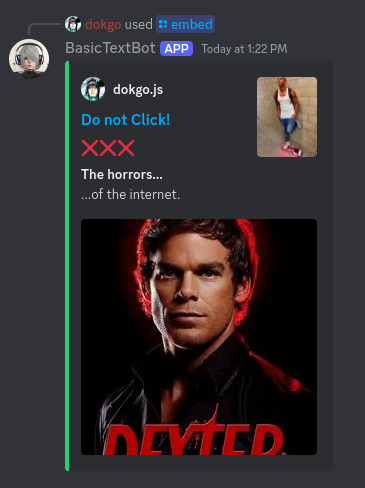 dokgo used embed
BasicTextBot APP Today at 1:22 PM
dokgo.js
Do not Click!
❌❌❌
The horrors...
...of the internet.
DEXTER